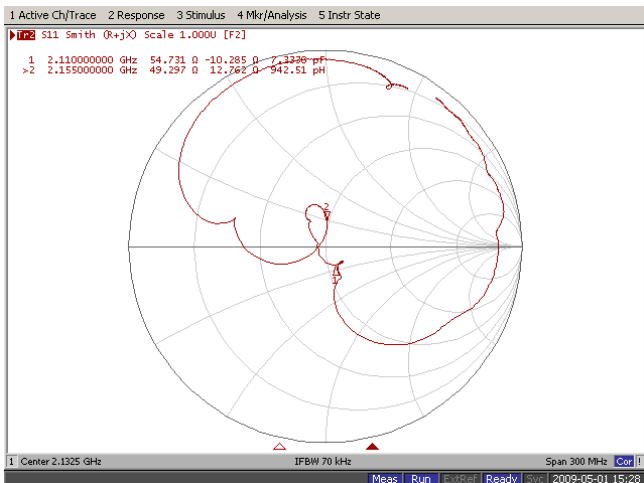 1 Active Ch/Trace 2 Response 3 Stimulus 4 Mkr/Analysis 5 Instr State
Tr2 S11 Smith (R+jX) Scale 1.000U [F2]
1 2.110000000 GHz 54.731 Ω -10.285 Ω 7.3338 pF
>2 2.155000000 GHz 49.297 Ω 12.762 Ω 942.51 pH
2
1
1 Center 2.1325 GHz IFBW 70 kHz Span 300 MHz Cor !
Meas Run ExtRef Ready Svc 2009-05-01 15:28